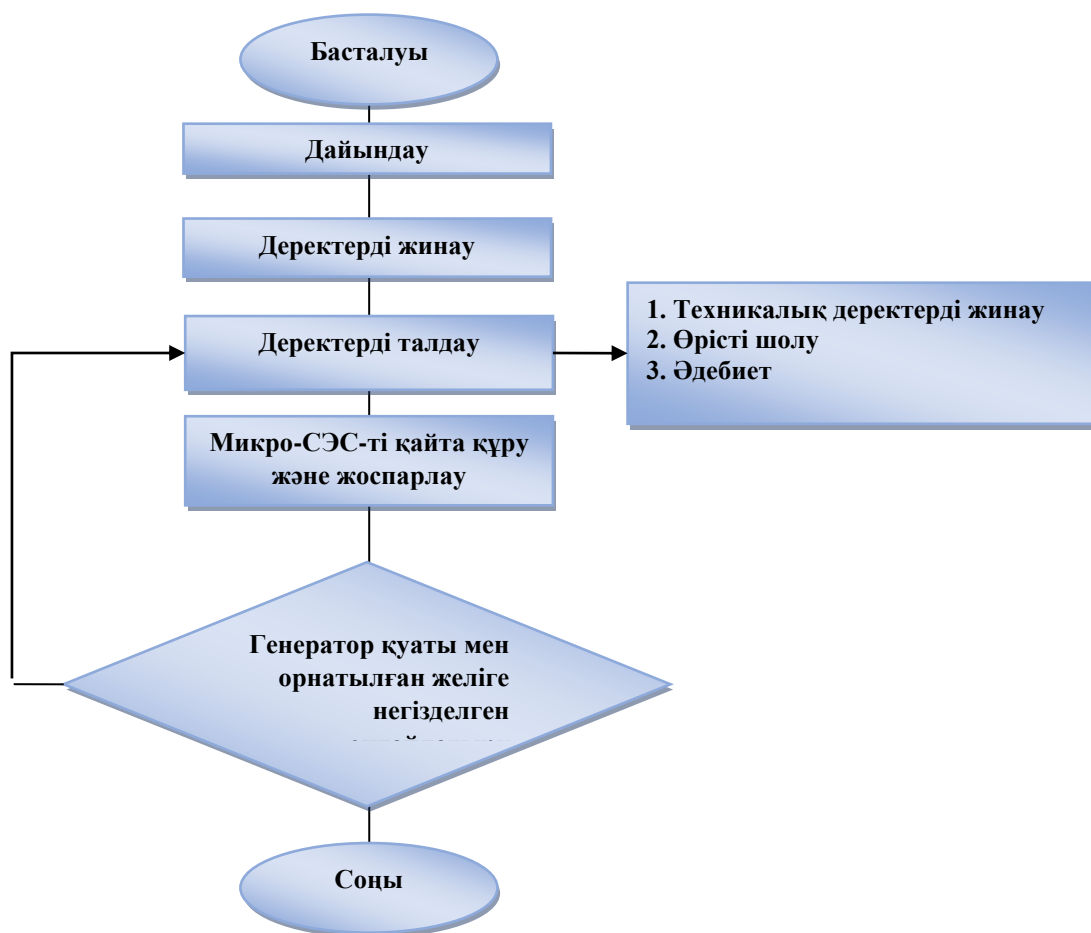 Басталуы
Дайындау
Деректерді жинау
Деректерді талдау
1. Техникалық деректерді жинау
2. Өрісті шолу
3. Әдебиет
Микро-СЭС-ті қайта құру
және жоспарлау
Генератор қуаты мен
орнатылған желіге
негізделген
Соңы